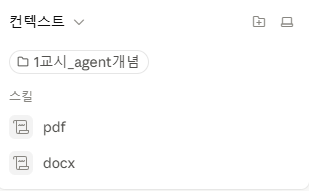 컨텍스트
1교시_agent개념
스킬
pdf
docx